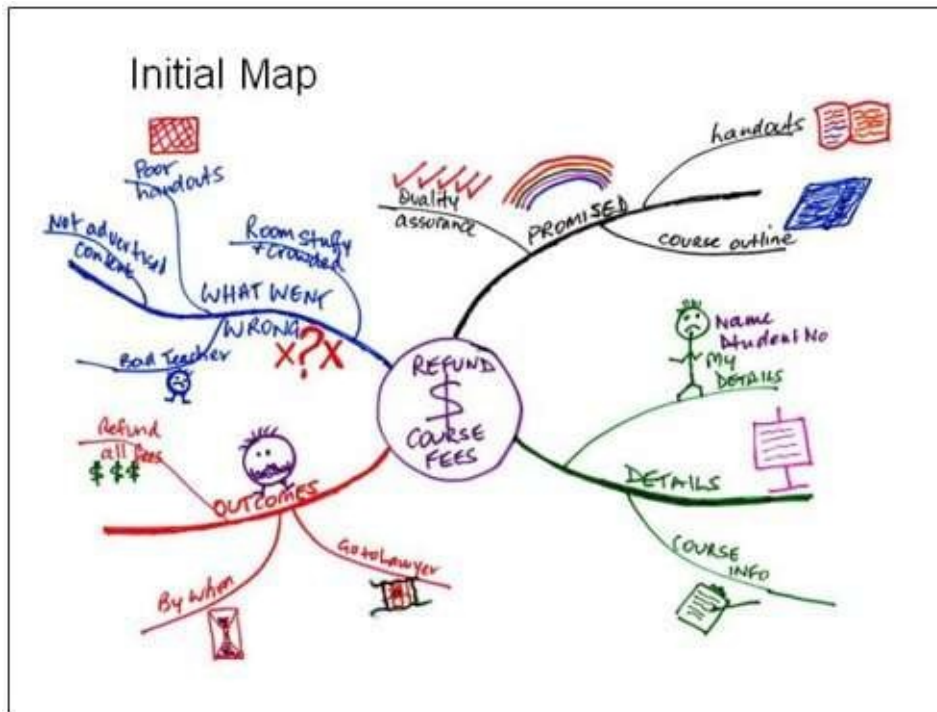 Initial Map
Poor
handouts
Not advertised
content
Room stuffy
+ crowded
WHAT WENT
WRONG
X?X
Bad Teacher
Quality
assurance
PROMISED
handouts
course outline
REFUND
$
COURSE
FEES
Name
Student No
My
DETAILS
DETAILS
COURSE
INFO
Refund
all fees
$ $ $
OUTCOMES
By When
Go to Lawyer